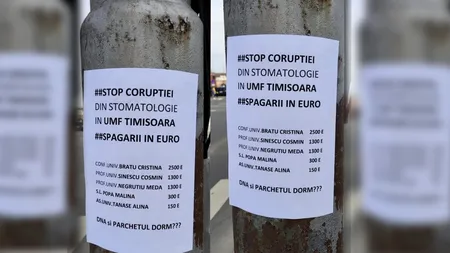 ##STOP CORUPTIEI
DIN STOMATOLOGIE
IN UMF TIMISOARA
##SPAGARII IN EURO
CONF.UNIV.BRATU CRISTINA 2500 E
PROF.UNIV.SINESCU COSMIN 1300 E
PROF.UNIV.NEGRUTIU MEDA 1300 E
S.L. POPA MALINA 300 E
AS.UNIV.TANASE ALINA 150 E
DNA si PARCHETUL DORM???
##STOP CORUPTIEI
DIN STOMATOLOGIE
IN UMF TIMISOARA
##SPAGARII IN EURO
CONF.UNIV.BRATU CRISTINA 2500 E
PROF.UNIV.SINESCU COSMIN 1300 E
PROF.UNIV.NEGRUTIU MEDA 1300 E
S.L. POPA MALINA 300 E
AS.UNIV.TANASE ALINA 150 E
DNA si PARCHETUL DORM???